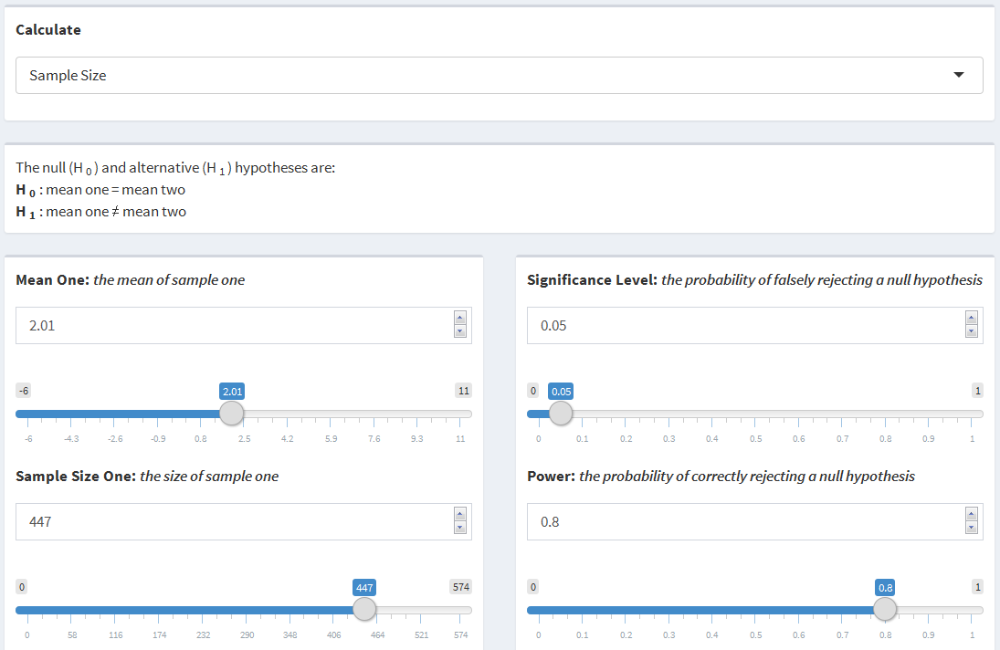 Calculate
Sample Size
The null (H 0 ) and alternative (H 1 ) hypotheses are:
H 0 : mean one = mean two
H 1 : mean one ≠ mean two
Mean One: the mean of sample one
2.01
-6 2.01 11
-6 -4.3 -2.6 -0.9 0.8 2.5 4.2 5.9 7.6 9.3 11
Sample Size One: the size of sample one
447
0 447 574
0 58 116 174 232 290 348 406 464 521 574
Significance Level: the probability of falsely rejecting a null hypothesis
0.05
0 0.05 1
0 0.1 0.2 0.3 0.4 0.5 0.6 0.7 0.8 0.9 1
Power: the probability of correctly rejecting a null hypothesis
0.8
0 0.8 1
0 0.1 0.2 0.3 0.4 0.5 0.6 0.7 0.8 0.9 1